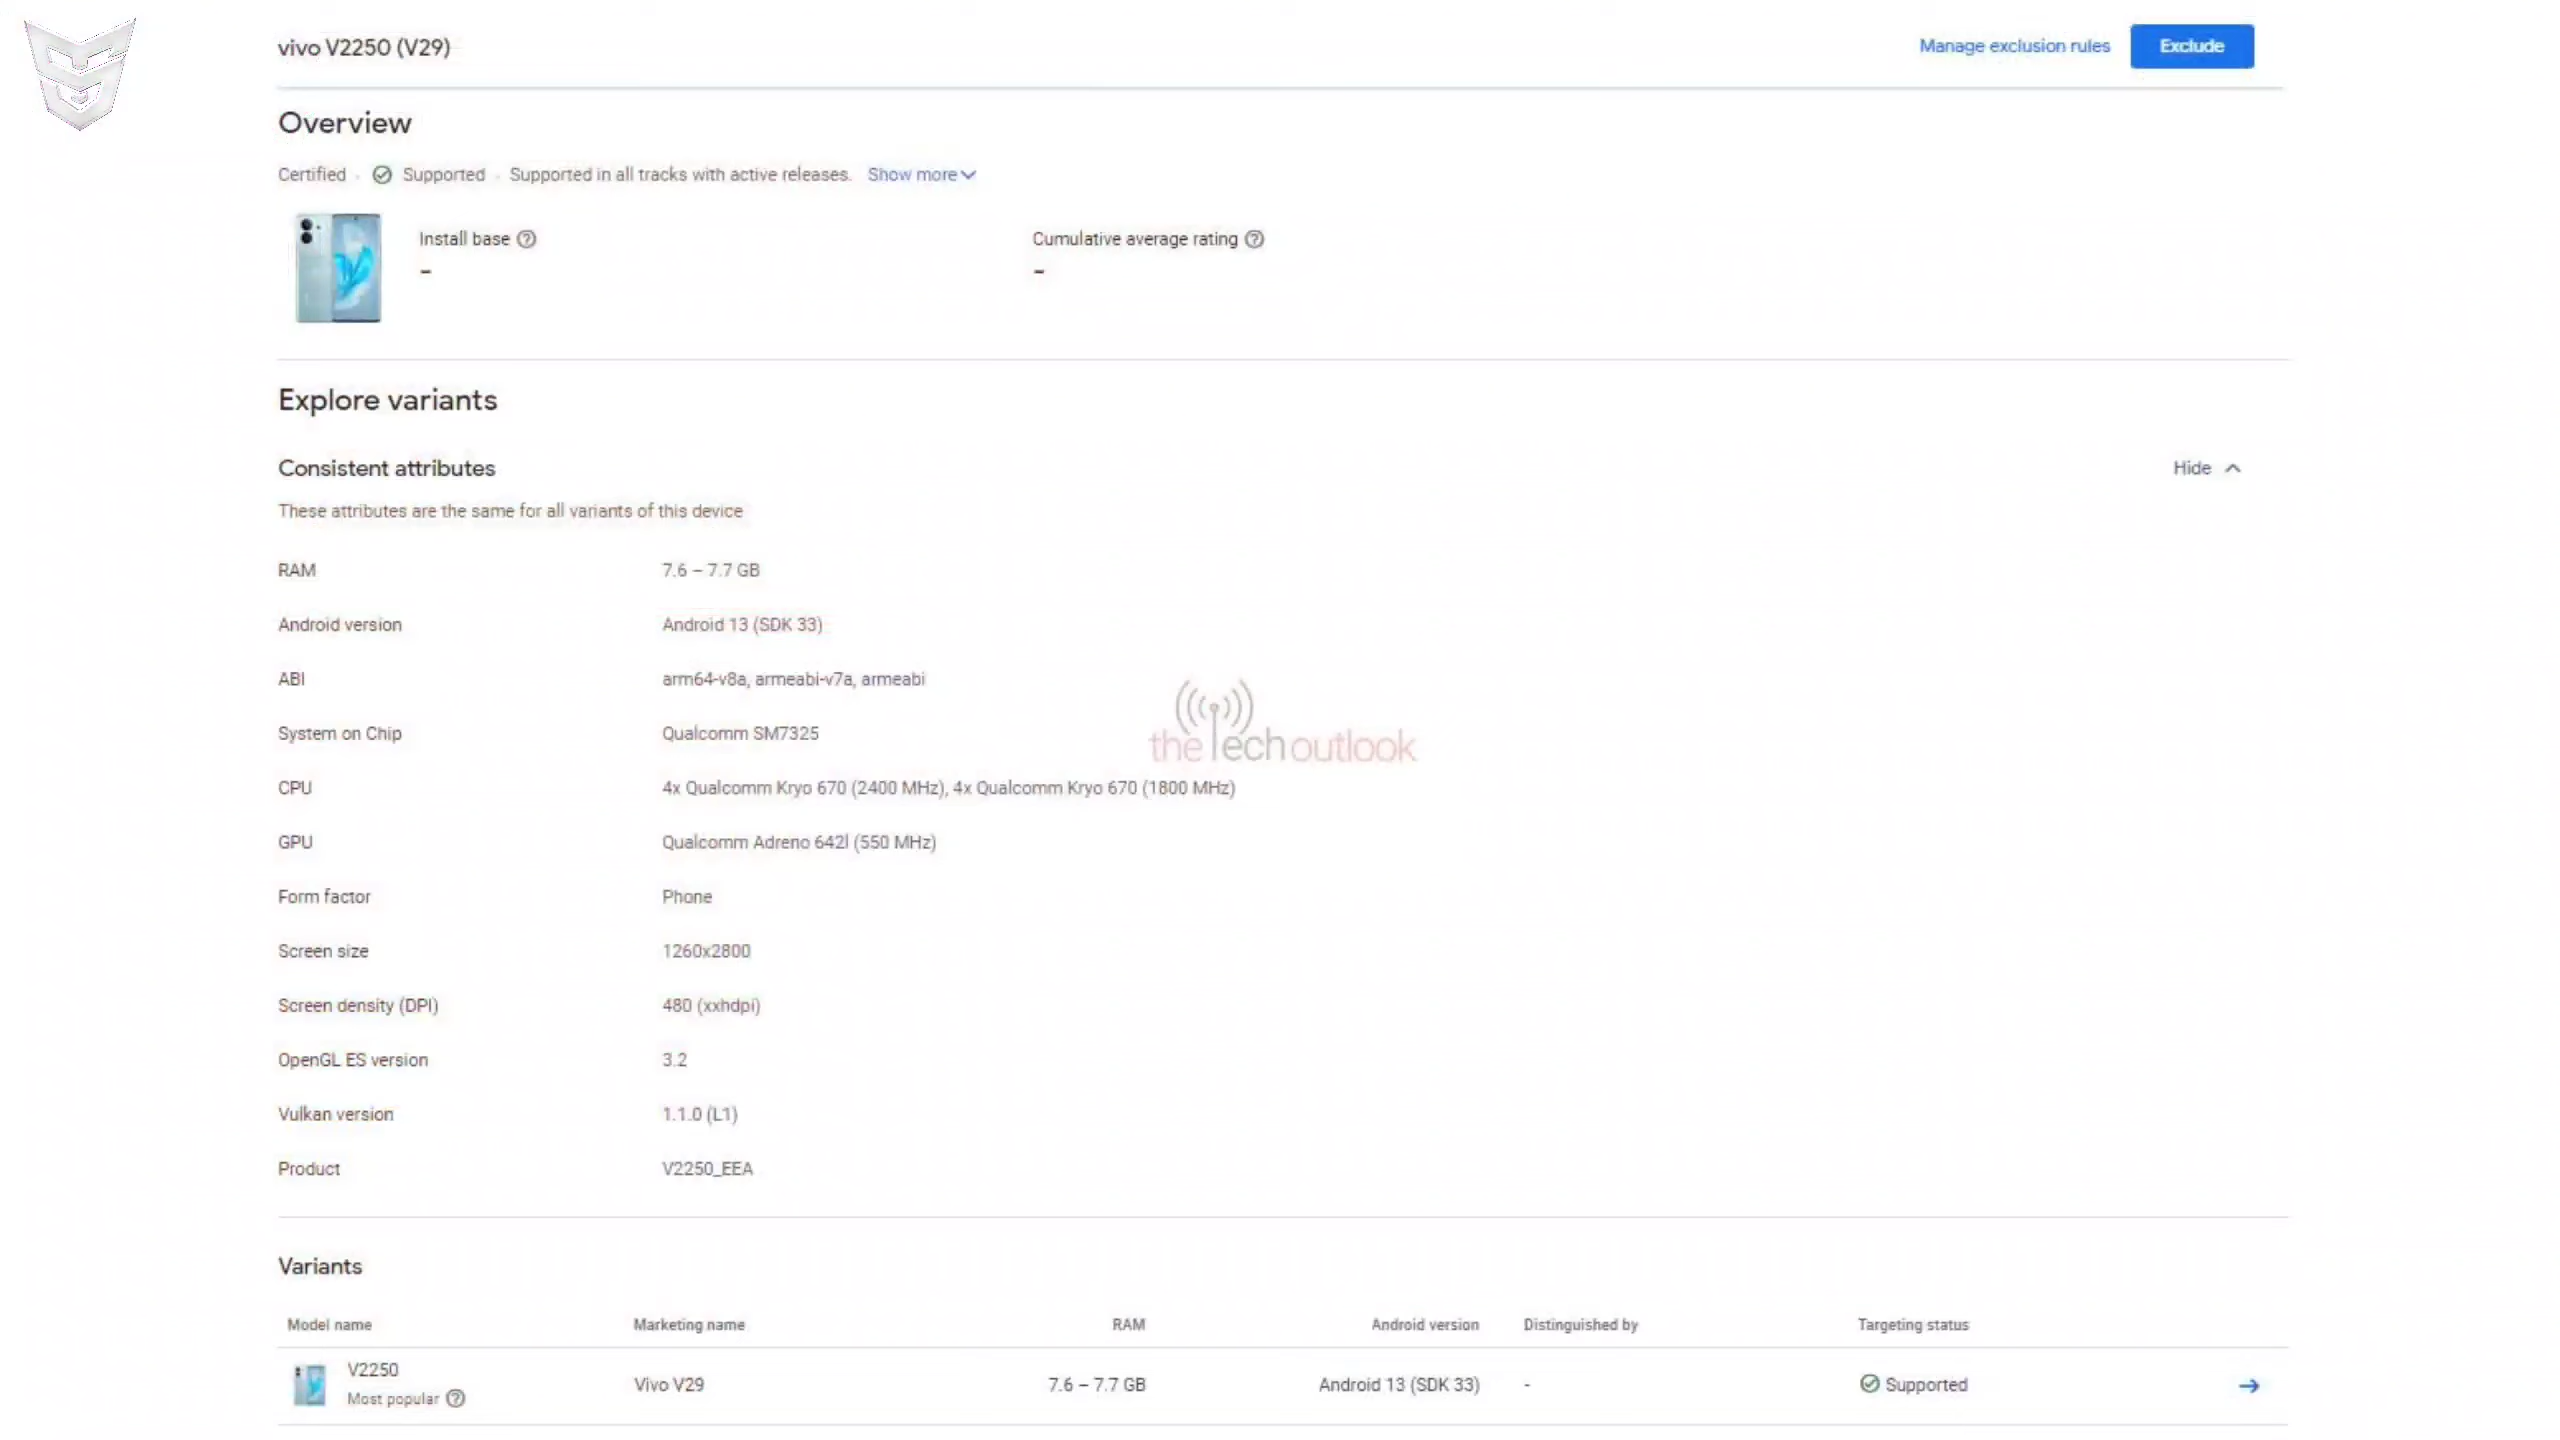 vivo V2250 (V29)
Manage exclusion rules
Exclude
Overview
Certified · Supported · Supported in all tracks with active releases. Show more
Install base
-
Cumulative average rating
-
Explore variants
Consistent attributes
Hide
These attributes are the same for all variants of this device
RAM 7.6 – 7.7 GB
Android version Android 13 (SDK 33)
ABI arm64-v8a, armeabi-v7a, armeabi
System on Chip Qualcomm SM7325
theTechoutlook
CPU 4x Qualcomm Kryo 670 (2400 MHz), 4x Qualcomm Kryo 670 (1800 MHz)
GPU Qualcomm Adreno 642l (550 MHz)
Form factor Phone
Screen size 1260x2800
Screen density (DPI) 480 (xxhdpi)
OpenGL ES version 3.2
Vulkan version 1.1.0 (L1)
Product V2250_EEA
Variants
Model name Marketing name RAM Android version Distinguished by Targeting status
V2250
Most popular
Vivo V29 7.6 – 7.7 GB Android 13 (SDK 33) - Supported